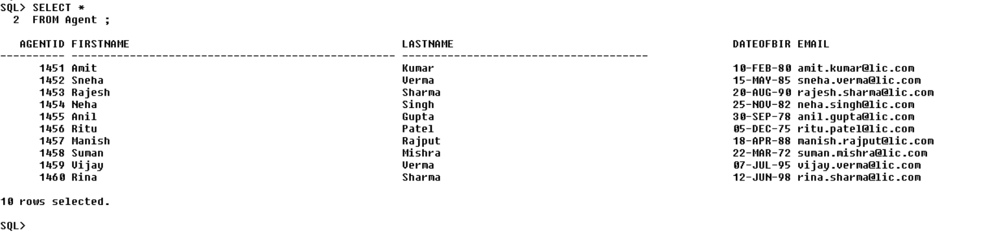 SQL> SELECT *
  2  FROM Agent ;
   AGENTID FIRSTNAME                                          LASTNAME                                           DATEOFBIR EMAIL
---------- -------------------------------------------------- --------------------------------------
      1451 Amit                                               Kumar                                              10-FEB-80 amit.kumar@lic.com
      1452 Sneha                                              Verma                                              15-MAY-85 sneha.verma@lic.com
      1453 Rajesh                                             Sharma                                             20-AUG-90 rajesh.sharma@lic.com
      1454 Neha                                               Singh                                              25-NOV-82 neha.singh@lic.com
      1455 Anil                                               Gupta                                              30-SEP-78 anil.gupta@lic.com
      1456 Ritu                                               Patel                                              05-DEC-75 ritu.patel@lic.com
      1457 Manish                                             Rajput                                             18-APR-88 manish.rajput@lic.com
      1458 Suman                                              Mishra                                             22-MAR-72 suman.mishra@lic.com
      1459 Vijay                                              Verma                                              07-JUL-95 vijay.verma@lic.com
      1460 Rina                                               Sharma                                             12-JUN-98 rina.sharma@lic.com
10 rows selected.
SQL>